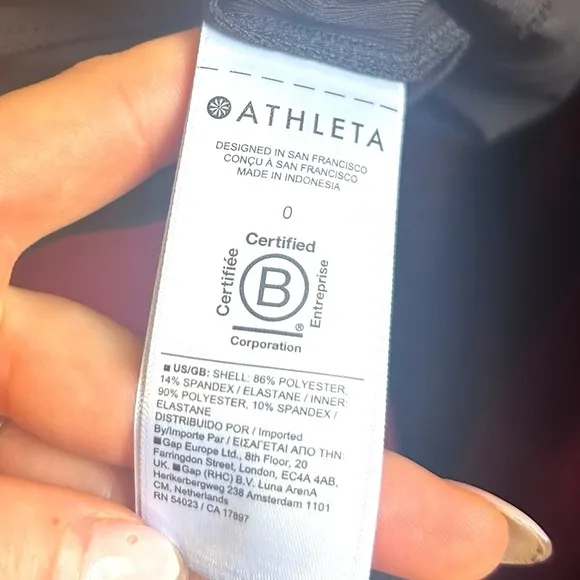 ATHLETA
DESIGNED IN SAN FRANCISCO
CONÇU À SAN FRANCISCO
MADE IN INDONESIA
0
Certified
Certifiée
B
Entreprise
®
Corporation
US/GB: SHELL: 86% POLYESTER,
14% SPANDEX / ELASTANE / INNER:
90% POLYESTER, 10% SPANDEX /
ELASTANE
DISTRIBUIDO POR / Imported
By/Importe Par / ΕΙΣΑΓΕΤΑΙ ΑΠΟ ΤΗΝ
Gap Europe Ltd., 8th Floor, 20
Farringdon Street, London, EC4A 4AB,
UK. Gap (RHC) B.V. Luna ArenA
Herikerbergweg 238 Amsterdam 1101
CM, Netherlands
RN 54023 / CA 17897